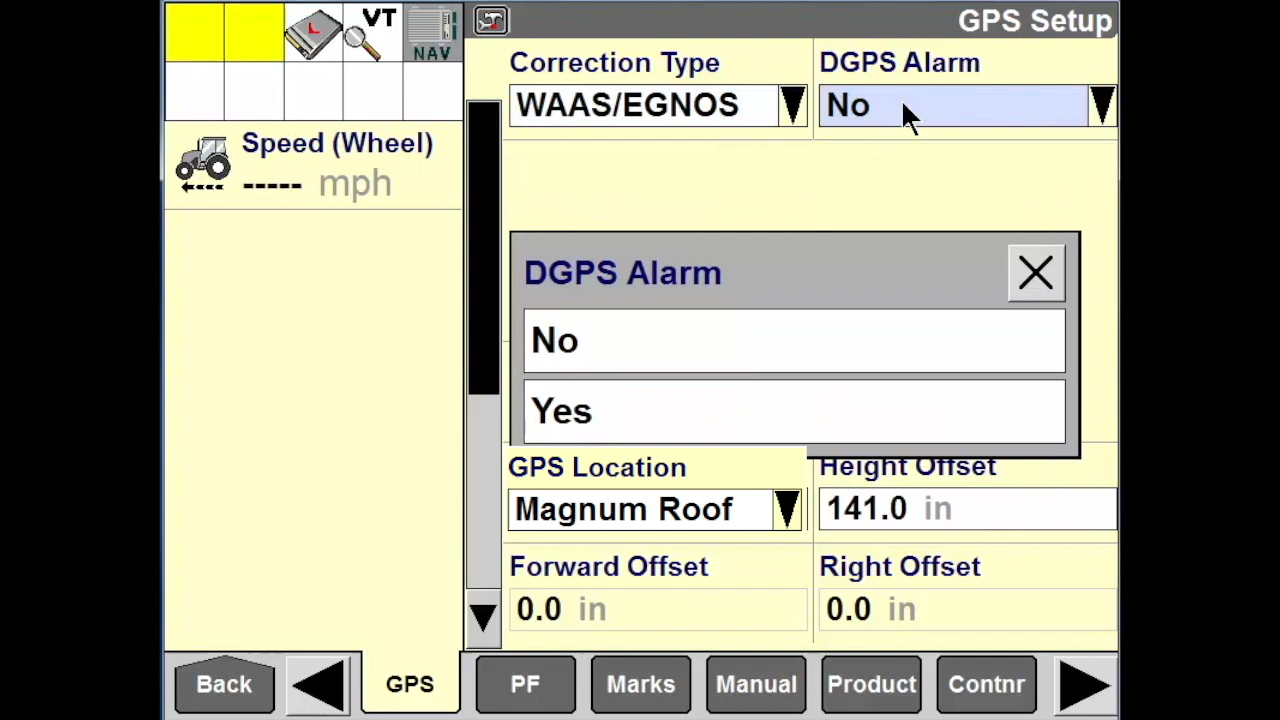 VT
NAV
GPS Setup
Correction Type
DGPS Alarm
WAAS/EGNOS
No
Speed (Wheel)
----- mph
DGPS Alarm
No
Yes
GPS Location
Height Offset
Magnum Roof
141.0 in
Forward Offset
Right Offset
0.0 in
0.0 in
Back
GPS
PF
Marks
Manual
Product
Contnr